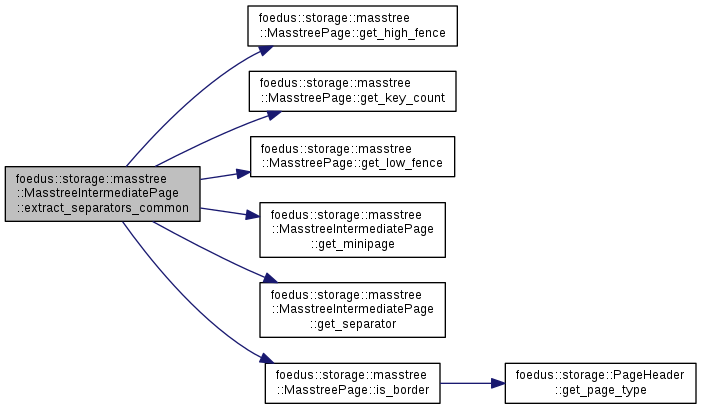 foedus::storage::masstree
::MasstreePage::get_high_fence
foedus::storage::masstree
::MasstreePage::get_key_count
foedus::storage::masstree
::MasstreePage::get_low_fence
foedus::storage::masstree
::MasstreeIntermediatePage
::extract_separators_common
foedus::storage::masstree
::MasstreeIntermediatePage
::get_minipage
foedus::storage::masstree
::MasstreeIntermediatePage
::get_separator
foedus::storage::masstree
::MasstreePage::is_border
foedus::storage::PageHeader
::get_page_type